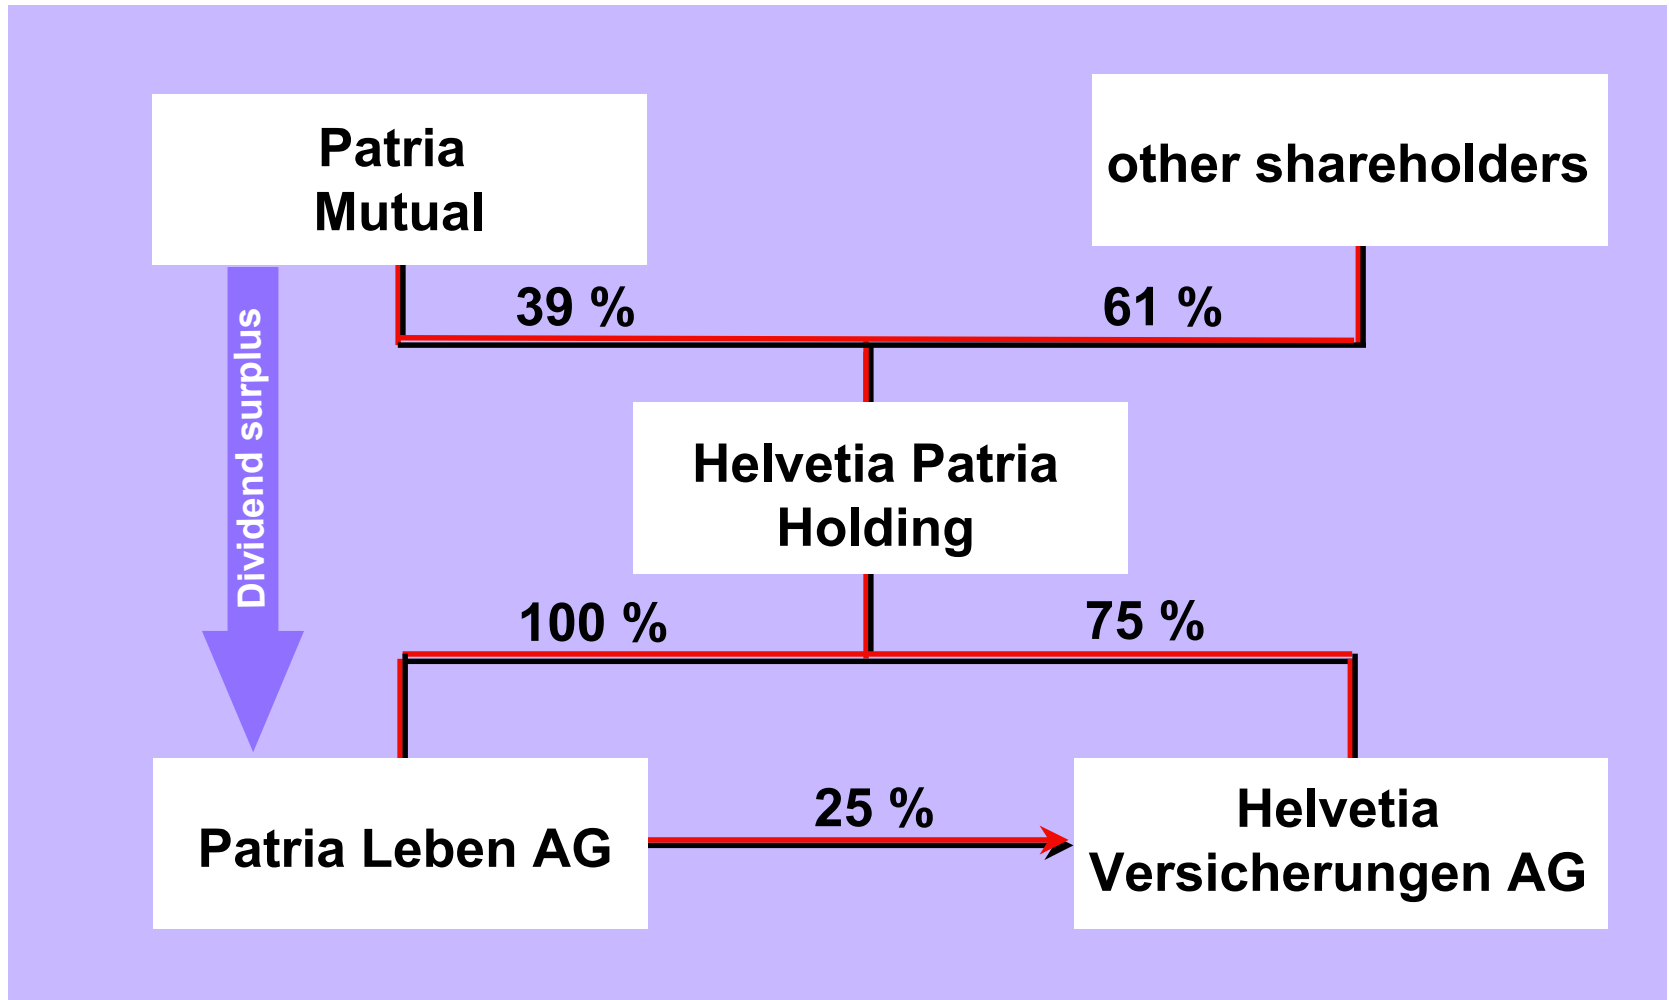 Patria
Mutual
other shareholders
39 %
61 %
Dividend surplus
Helvetia Patria
Holding
100 %
75 %
Patria Leben AG
25 %
Helvetia
Versicherungen AG